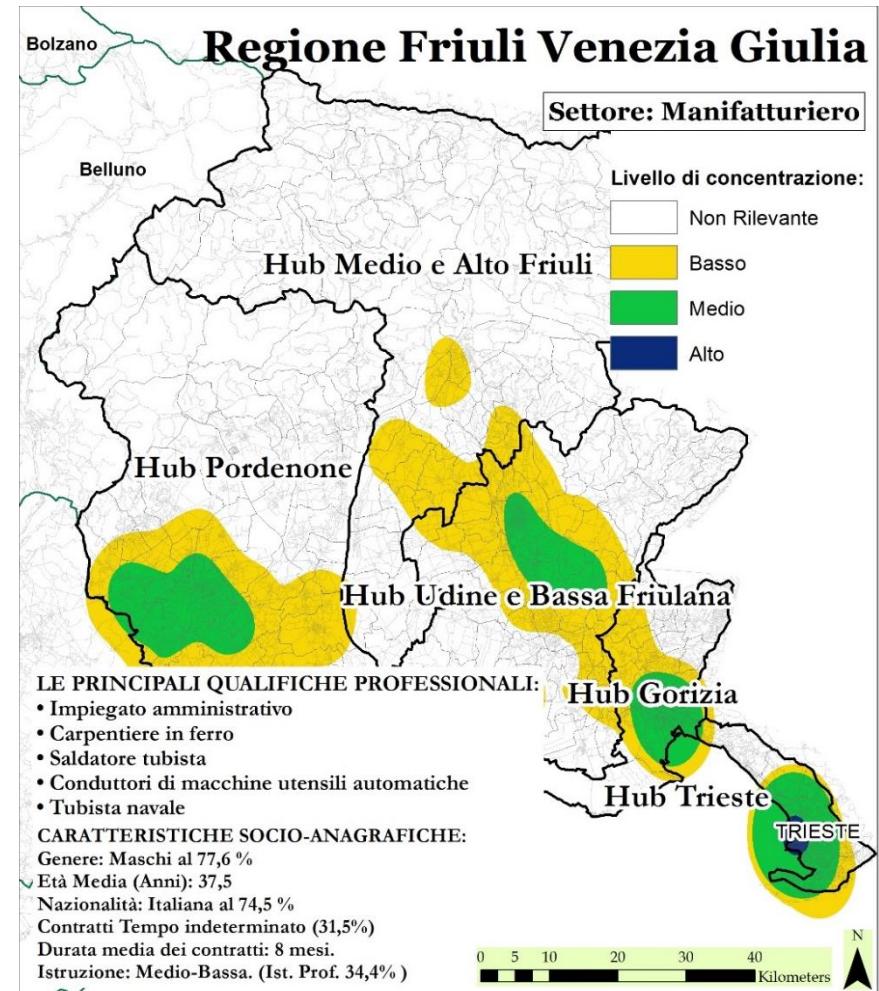 Regione Friuli Venezia Giulia
Bolzano
Settore: Manifatturiero
Belluno
Livello di concentrazione:
Non Rilevante
Basso
Medio
Alto
Hub Medio e Alto Friuli
Hub Pordenone
Hub Udine e Bassa Friulana
Hub Gorizia
Hub Trieste
TRIESTE
LE PRINCIPALI QUALIFICHE PROFESSIONALI:
• Impiegato amministrativo
• Carpentiere in ferro
• Saldatore tubista
• Conduttori di macchine utensili automatiche
• Tubista navale
CARATTERISTICHE SOCIO-ANAGRAFICHE:
Genere: Maschi al 77,6 %
Età Media (Anni): 37,5
Nazionalità: Italiana al 74,5 %
Contratti Tempo indeterminato (31,5%)
Durata media dei contratti: 8 mesi.
Istruzione: Medio-Bassa. (Ist. Prof. 34,4% )
N
0 5 10 20 30 40
Kilometers